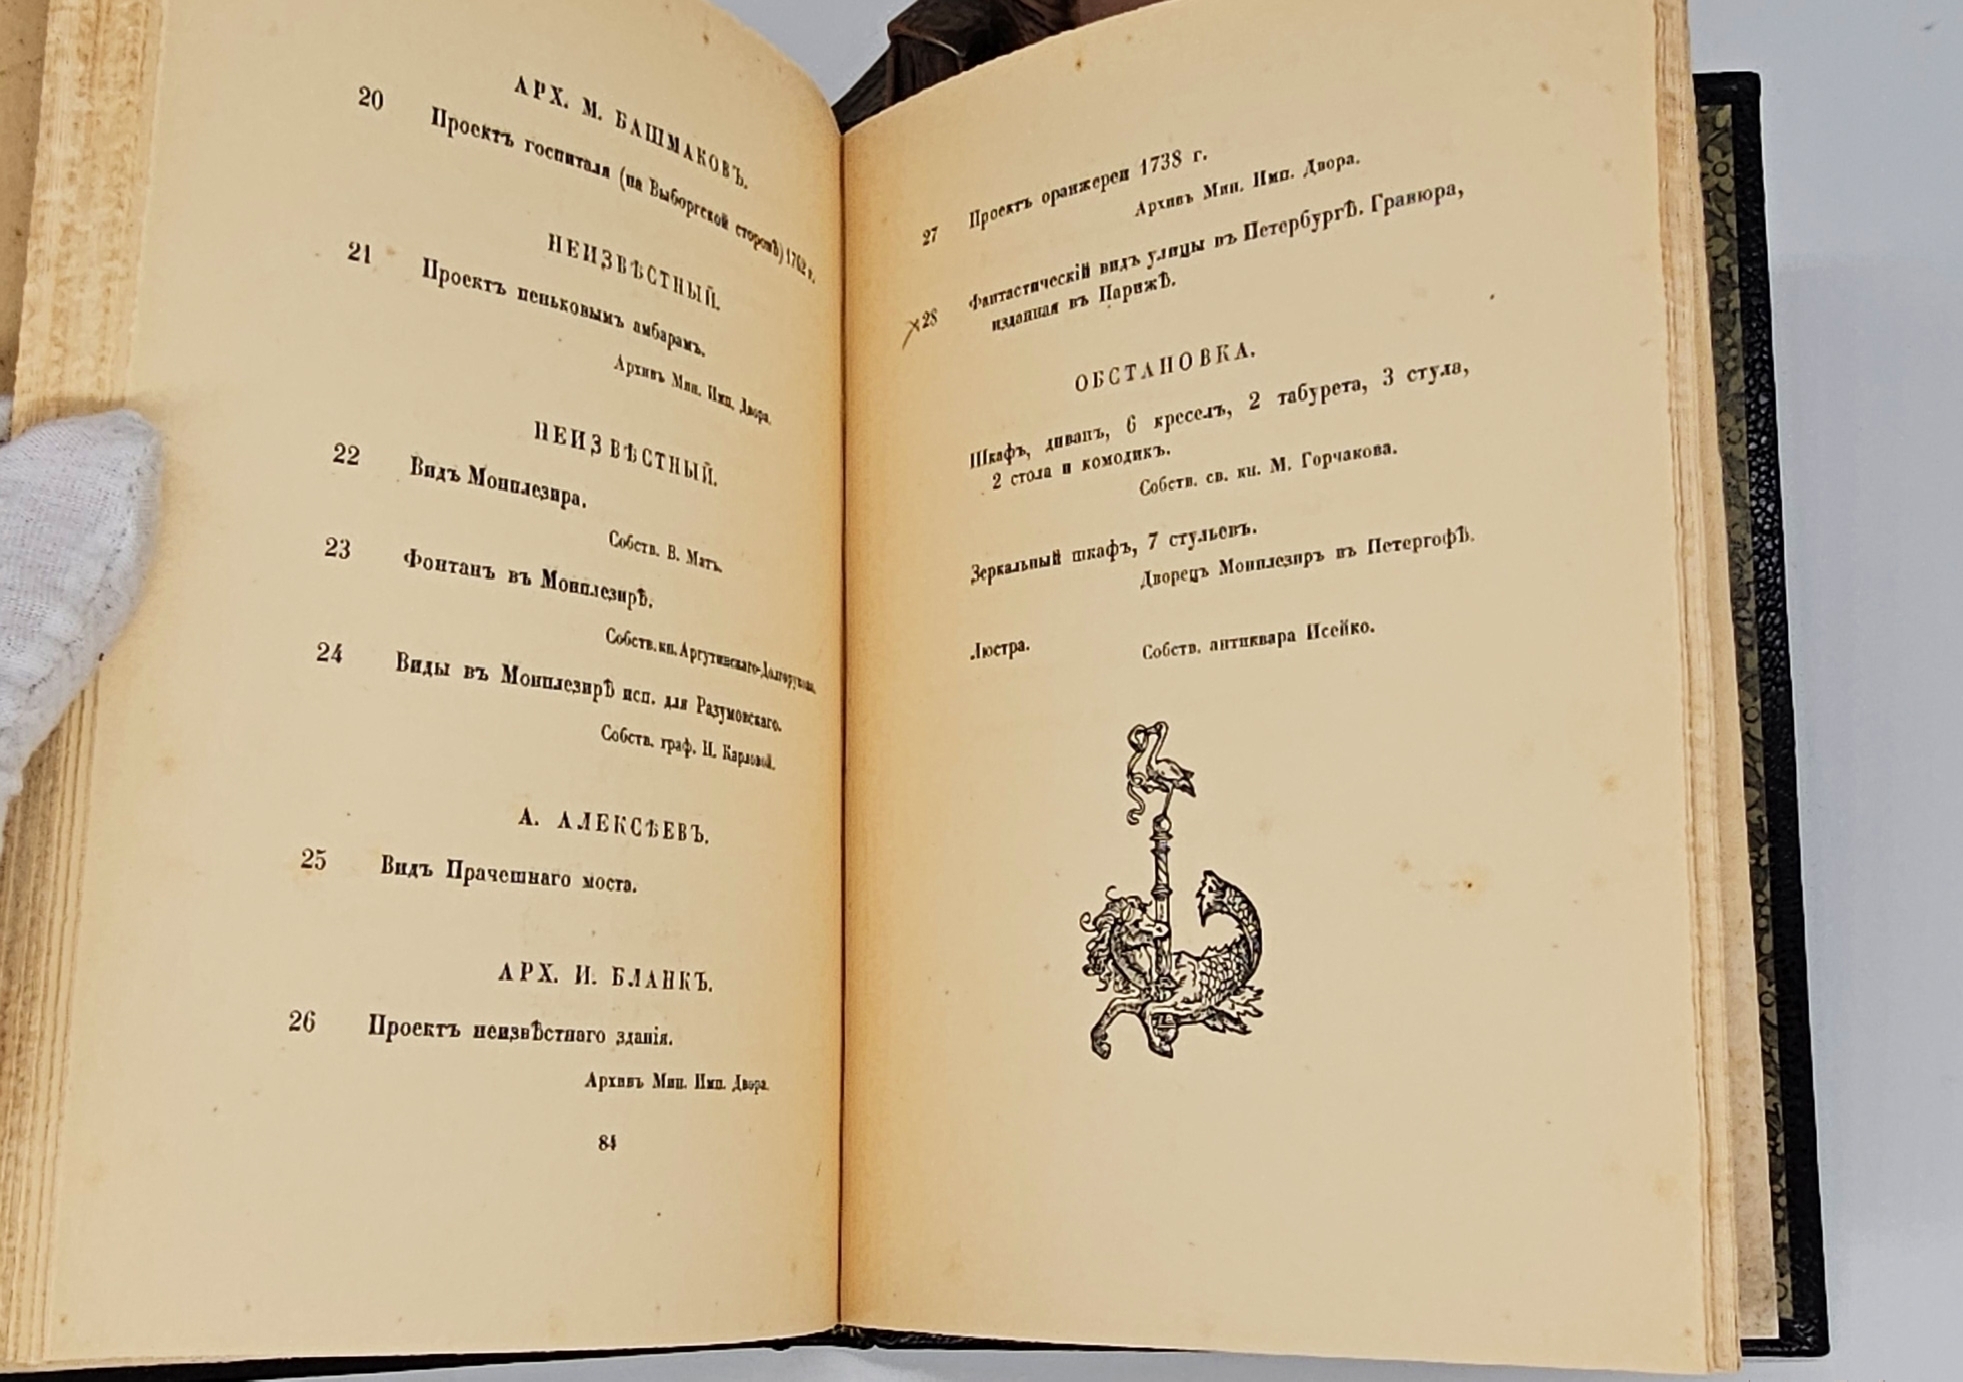 АРХ. М. БАШМАКОВЪ.
20 Проектъ госпиталя (на Выборгской сторонѣ) 1762 г.
НЕИЗВѢСТНЫЙ.
21 Проектъ пеньковымъ амбарамъ.
Архивъ Мин. Имп. Двора.
НЕИЗВѢСТНЫЙ.
22 Видъ Монплезира.
Собств. В. Матъ.
23 Фонтанъ въ Монплезирѣ.
Собств. кн. Аргутинскаго-Долгорукова.
24 Виды въ Монплезирѣ исп. для Разумовскаго.
Собств. граф. Н. Карловой.
А. АЛЕКСѢЕВЪ.
25 Видъ Прачешнаго моста.
АРХ. И. БЛАНКЪ.
26 Проектъ неизвѣстнаго зданія.
Архивъ Мин. Имп. Двора.
84
27 Проектъ оранжереи 1738 г.
Архивъ Мин. Имп. Двора.
28 Фантастическій видъ улицы въ Петербургѣ. Гравюра,
изданная въ Парижѣ.
ОБСТАНОВКА.
Шкафъ, диванъ, 6 креселъ, 2 табурета, 3 стула,
2 стола и комодикъ.
Собств. св. кн. М. Горчакова.
Зеркальный шкафъ, 7 стульевъ.
Дворецъ Монплезиръ въ Петергофѣ.
Люстра.
Собств. антиквара Исейко.